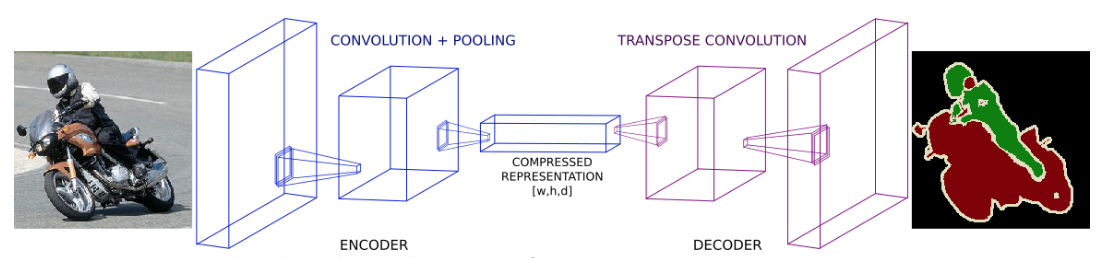 CONVOLUTION + POOLING
TRANSPOSE CONVOLUTION
COMPRESSED
REPRESENTATION
[w,h,d]
ENCODER
DECODER